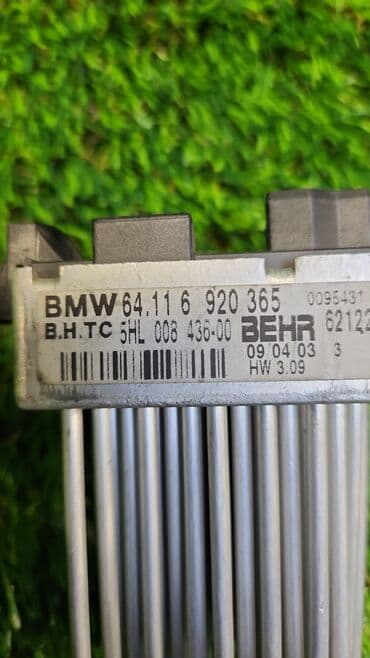 BMW 64.11 6 920 365 0095431
B.H.TC 5HL 008 436-00 BEHR 62122
09 04 03 3
HW 3.09